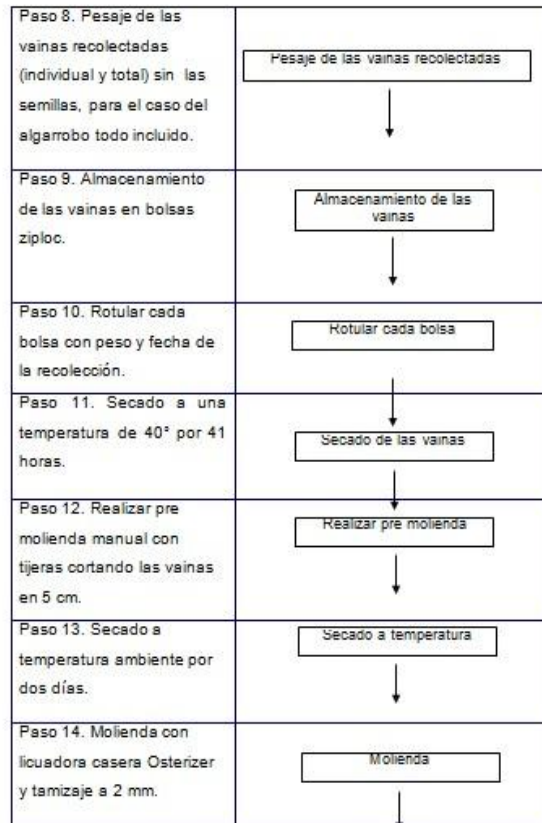 Paso 8. Pesaje de las
vainas recolectadas
(individual y total) sin las
semillas, para el caso del
algarrobo todo incluido.
Pesaje de las vainas recolectadas
Paso 9. Almacenamiento
de las vainas en bolsas
ziploc.
Almacenamiento de las
vainas
Paso 10. Rotular cada
bolsa con peso y fecha de
la recolección.
Rotular cada bolsa
Paso 11. Secado a una
temperatura de 40° por 41
horas.
Secado de las vainas
Paso 12. Realizar pre
molienda manual con
tijeras cortando las vainas
en 5 cm.
Realizar pre molienda
Paso 13. Secado a
temperatura ambiente por
dos días.
Secado a temperatura
Paso 14. Molienda con
licuadora casera Osterizer
y tamizaje a 2 mm.
Molienda